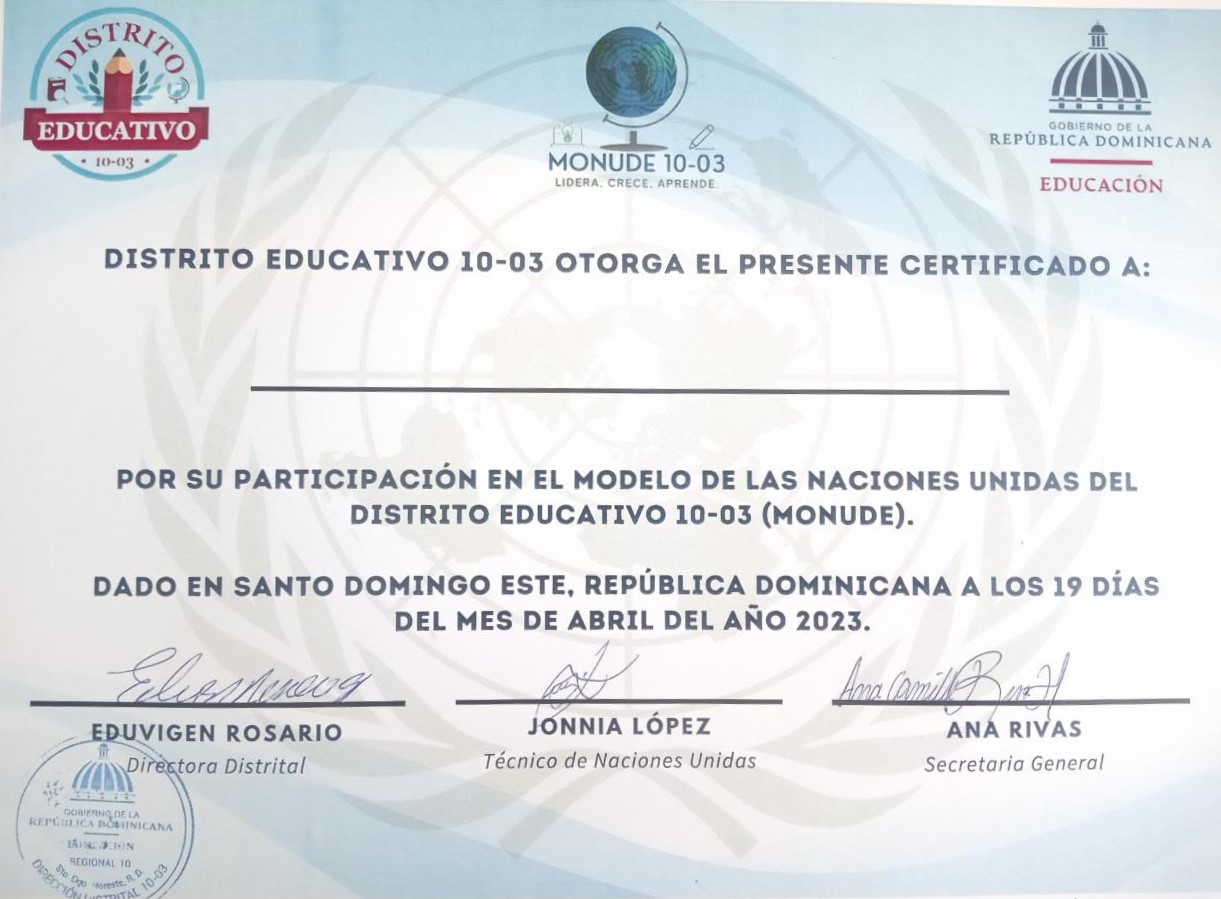 DISTRITO
EDUCATIVO
• 10-03 •
MONUDE 10-03
LIDERA, CRECE, APRENDE
GOBIERNO DE LA
REPÚBLICA DOMINICANA
EDUCACIÓN
DISTRITO EDUCATIVO 10-03 OTORGA EL PRESENTE CERTIFICADO A:
POR SU PARTICIPACIÓN EN EL MODELO DE LAS NACIONES UNIDAS DEL
DISTRITO EDUCATIVO 10-03 (MONUDE).
DADO EN SANTO DOMINGO ESTE, REPÚBLICA DOMINICANA A LOS 19 DÍAS
DEL MES DE ABRIL DEL AÑO 2023.
Ana Camila
EDUVIGEN ROSARIO
JONNIA LÓPEZ
ANA RIVAS
Directora Distrital
Técnico de Naciones Unidas
Secretaria General
GOBIERNO DE LA
REPÚBLICA DOMINICANA
REGIONAL 10
Sto. Dgo. Noreste, R.D.
DIRECCIÓN DISTRITAL 10-03